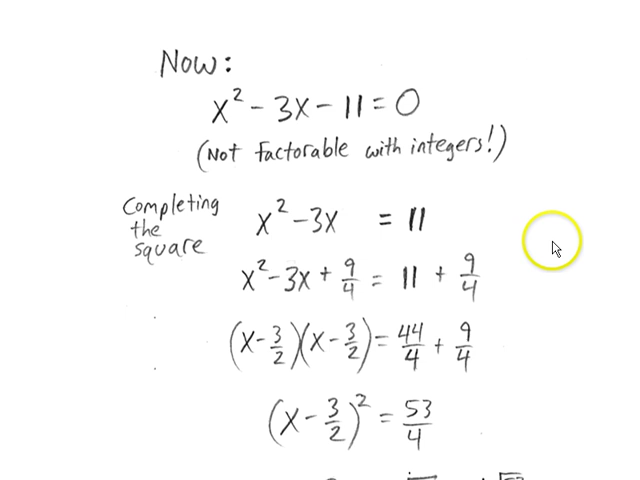 Now:
x² - 3x - 11 = 0
(Not factorable with integers!)
Completing
the
square
x² - 3x = 11
x² - 3x + 9/4 = 11 + 9/4
(x - 3/2)(x - 3/2) = 44/4 + 9/4
(x - 3/2)² = 53/4